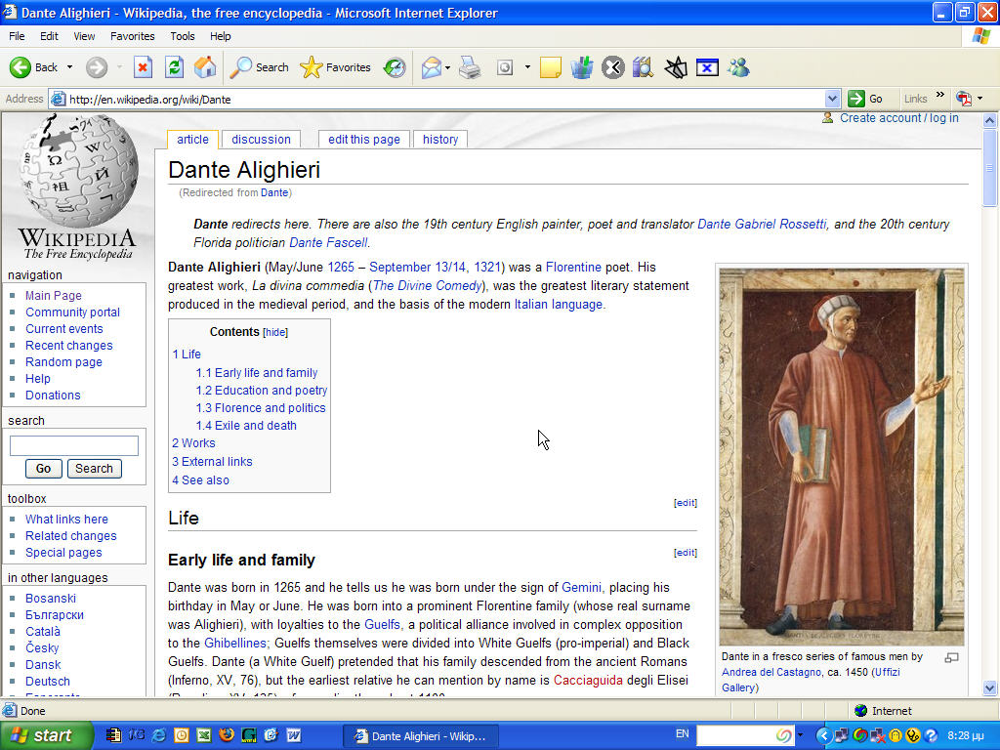 Dante Alighieri - Wikipedia, the free encyclopedia - Microsoft Internet Explorer
File Edit View Favorites Tools Help
Back Search Favorites
Address http://en.wikipedia.org/wiki/Dante Go Links »
Create account / log in
article discussion edit this page history
WIKIPEDIA
The Free Encyclopedia
navigation
Main Page
Community portal
Current events
Recent changes
Random page
Help
Donations
search
Go Search
toolbox
What links here
Related changes
Special pages
in other languages
Bosanski
Български
Català
Česky
Dansk
Deutsch
Dante Alighieri
(Redirected from Dante)
Dante redirects here. There are also the 19th century English painter, poet and translator Dante Gabriel Rossetti, and the 20th century
Florida politician Dante Fascell.
Dante Alighieri (May/June 1265 – September 13/14, 1321) was a Florentine poet. His
greatest work, La divina commedia (The Divine Comedy), was the greatest literary statement
produced in the medieval period, and the basis of the modern Italian language.
Contents [hide]
1 Life
1.1 Early life and family
1.2 Education and poetry
1.3 Florence and politics
1.4 Exile and death
2 Works
3 External links
4 See also
[edit]
Life
[edit]
Early life and family
Dante was born in 1265 and he tells us he was born under the sign of Gemini, placing his
birthday in May or June. He was born into a prominent Florentine family (whose real surname
was Alighieri), with loyalties to the Guelfs, a political alliance involved in complex opposition
to the Ghibellines; Guelfs themselves were divided into White Guelfs (pro-imperial) and Black
Guelfs. Dante (a White Guelf) pretended that his family descended from the ancient Romans
(Inferno, XV, 76), but the earliest relative he can mention by name is Cacciaguida degli Elisei
Dante in a fresco series of famous men by
Andrea del Castagno, ca. 1450 (Uffizi
Gallery)
Done Internet
start Dante Alighieri - Wikip... EN 8:28 μμ